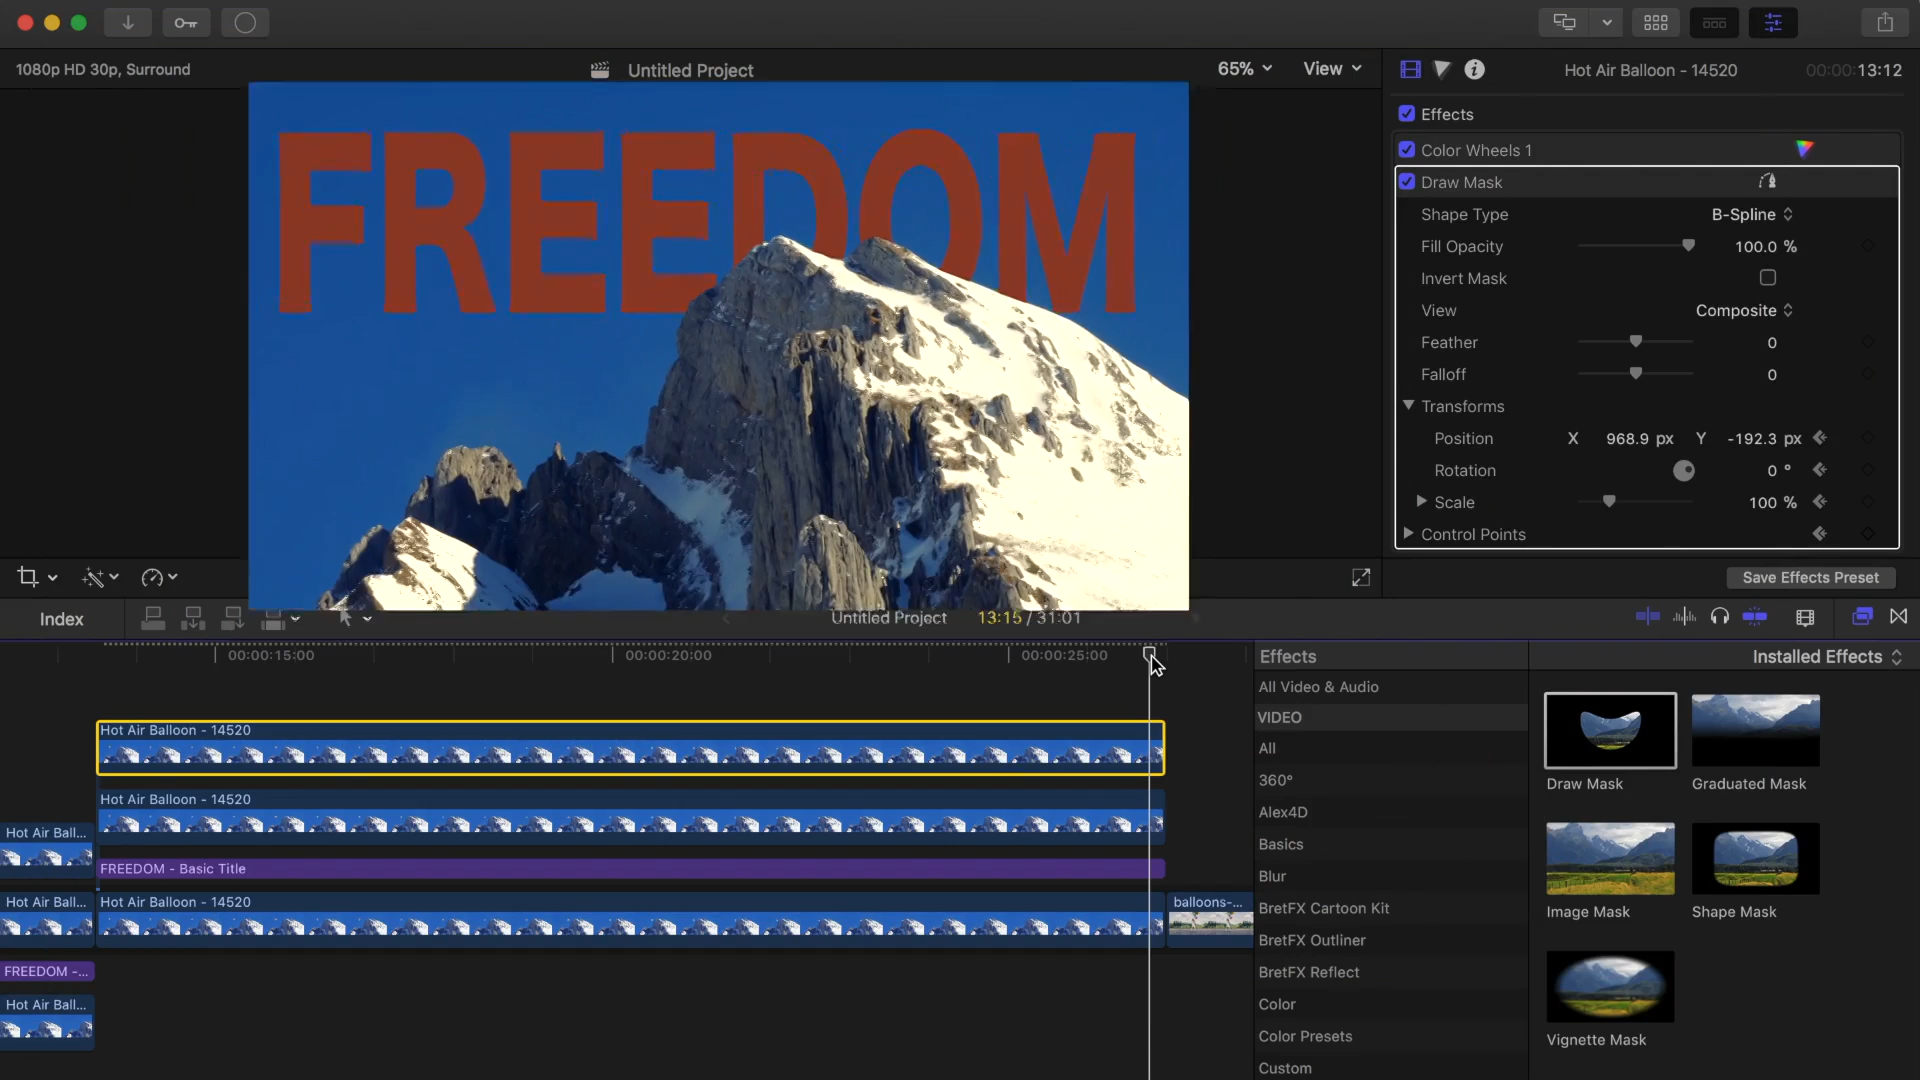 1080p HD 30p, Surround
Untitled Project
65%
View
Hot Air Balloon - 14520
00:00:13:12
FREEDOM
Effects
Color Wheels 1
Draw Mask
Shape Type
B-Spline
Fill Opacity
100.0 %
Invert Mask
View
Composite
Feather
0
Falloff
0
Transforms
Position
X 968.9 px Y -192.3 px
Rotation
0 °
Scale
100 %
Control Points
Save Effects Preset
Index
Untitled Project
13:15 / 31:01
00:00:15:00
00:00:20:00
00:00:25:00
Hot Air Balloon - 14520
Hot Air Balloon - 14520
Hot Air Ball...
FREEDOM - Basic Title
Hot Air Ball...
Hot Air Balloon - 14520
balloons-...
FREEDOM -...
Hot Air Ball...
Effects
Installed Effects
All Video & Audio
VIDEO
All
360°
Alex4D
Basics
Blur
BretFX Cartoon Kit
BretFX Outliner
BretFX Reflect
Color
Color Presets
Custom
Draw Mask
Graduated Mask
Image Mask
Shape Mask
Vignette Mask